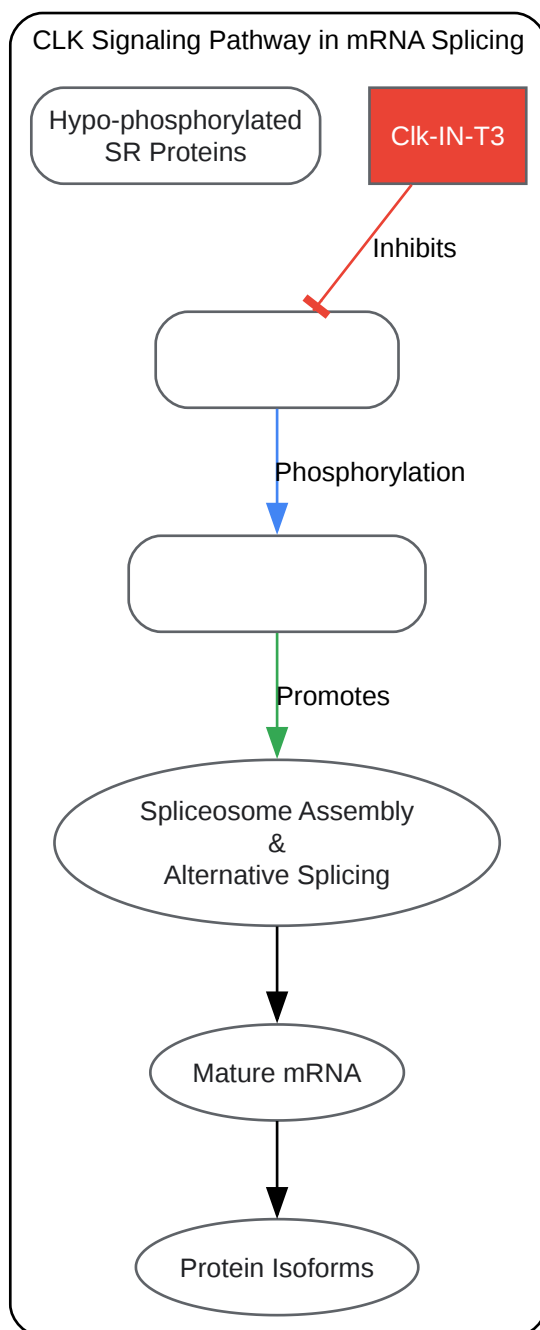 CLK Signaling Pathway in mRNA Splicing
Hypo-phosphorylated
SR Proteins
Clk-IN-T3
Inhibits
Phosphorylation
Promotes
Spliceosome Assembly
&
Alternative Splicing
Mature mRNA
Protein Isoforms